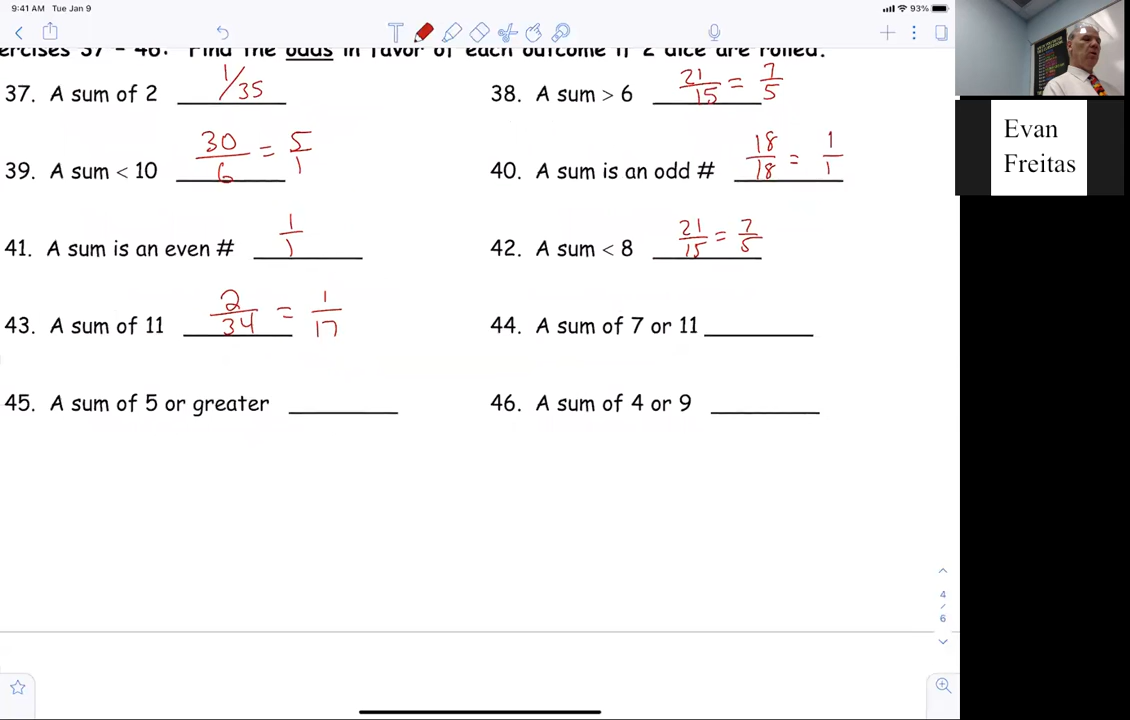 9:41 AM Tue Jan 9
93%
ercises 37 - 46: Find the odds in favor of each outcome if 2 dice are rolled.
37. A sum of 2 1/35
38. A sum > 6 21/15 = 7/5
39. A sum < 10 30/6 = 5/1
40. A sum is an odd # 18/18 = 1/1
41. A sum is an even # 1/1
42. A sum < 8 21/15 = 7/5
43. A sum of 11 2/34 = 1/17
44. A sum of 7 or 11
45. A sum of 5 or greater
46. A sum of 4 or 9
4
/
6
Evan
Freitas